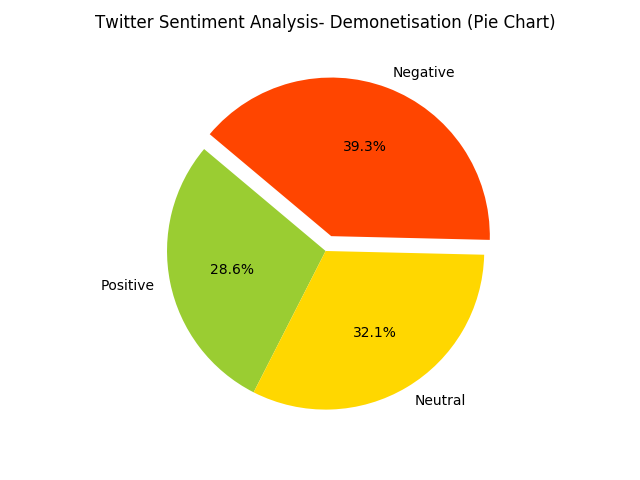 Twitter Sentiment Analysis- Demonetisation (Pie Chart)
Negative
39.3%
28.6%
Positive
32.1%
Neutral